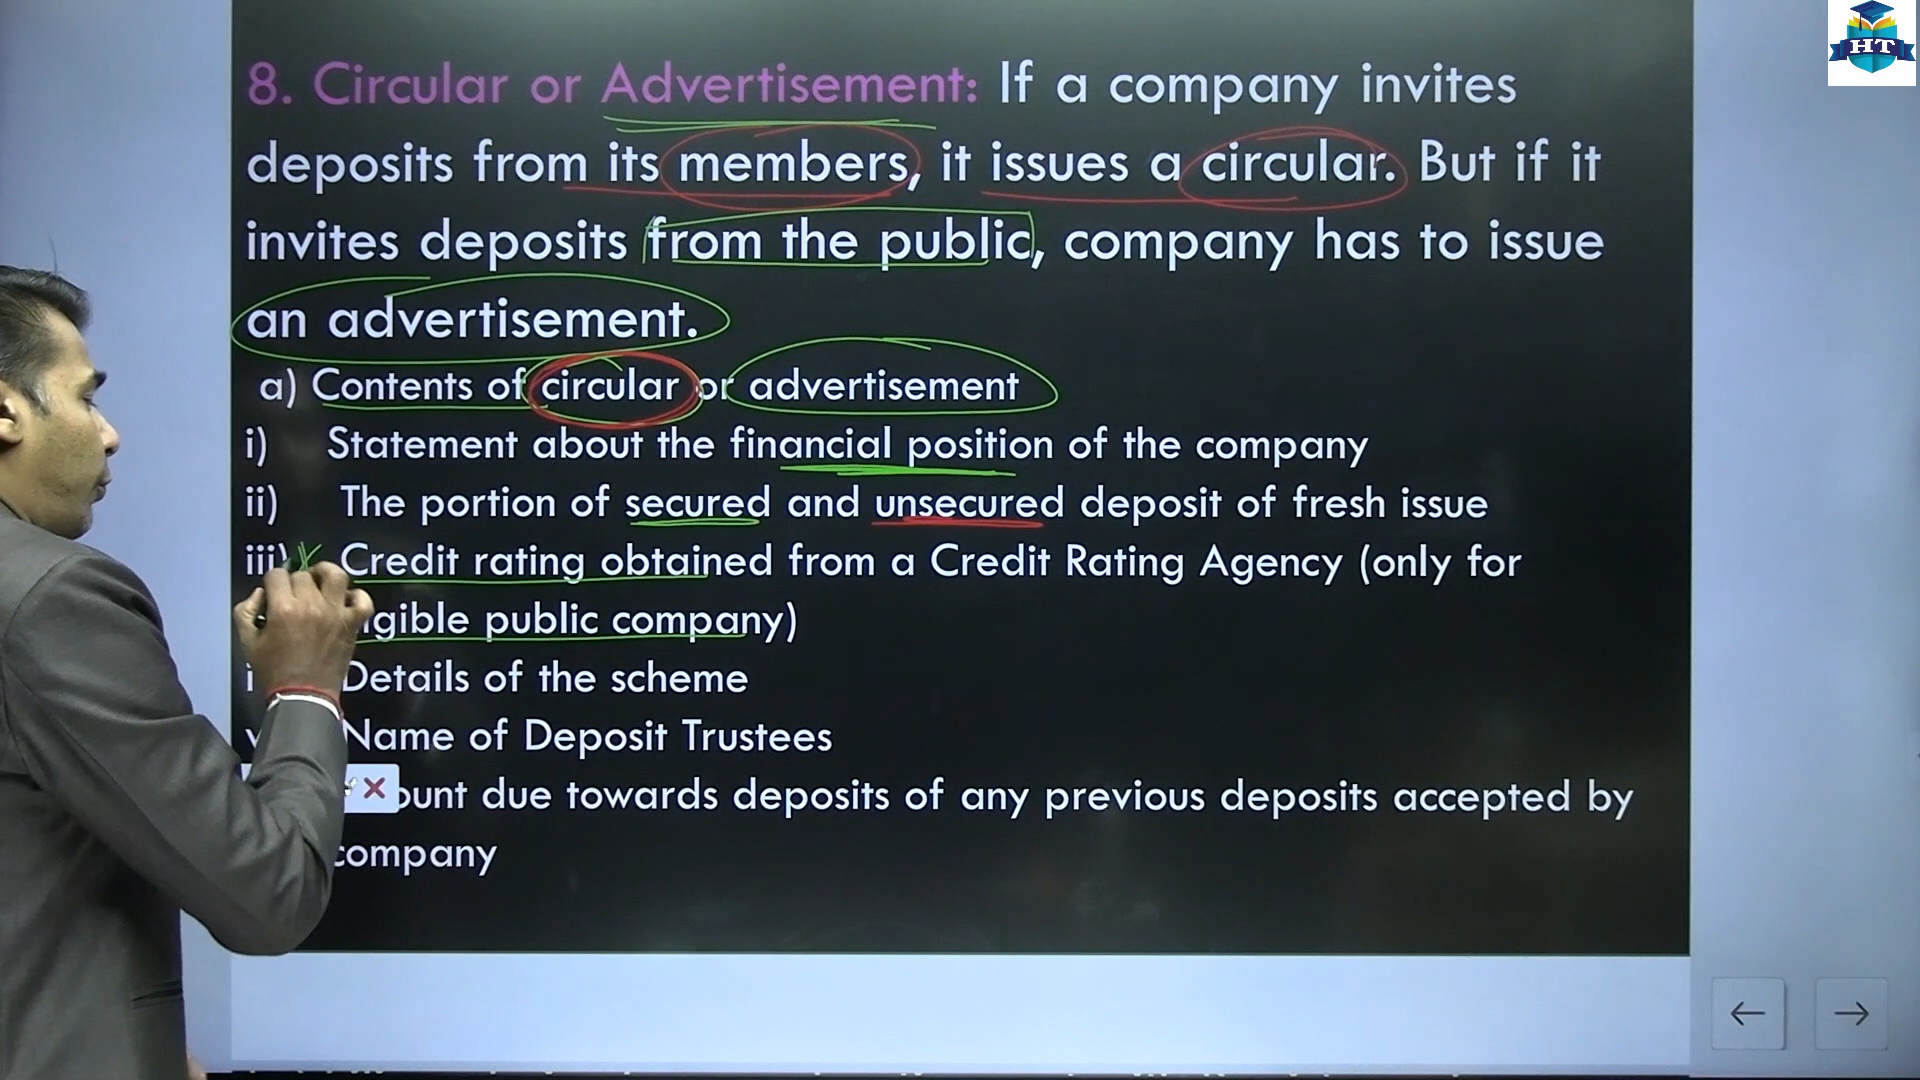 HT
8. Circular or Advertisement: If a company invites
deposits from its members, it issues a circular. But if it
invites deposits from the public, company has to issue
an advertisement.
a) Contents of circular or advertisement
i) Statement about the financial position of the company
ii) The portion of secured and unsecured deposit of fresh issue
iii) Credit rating obtained from a Credit Rating Agency (only for
public company)
Details of the scheme
Name of Deposit Trustees
due towards deposits of any previous deposits accepted by
company